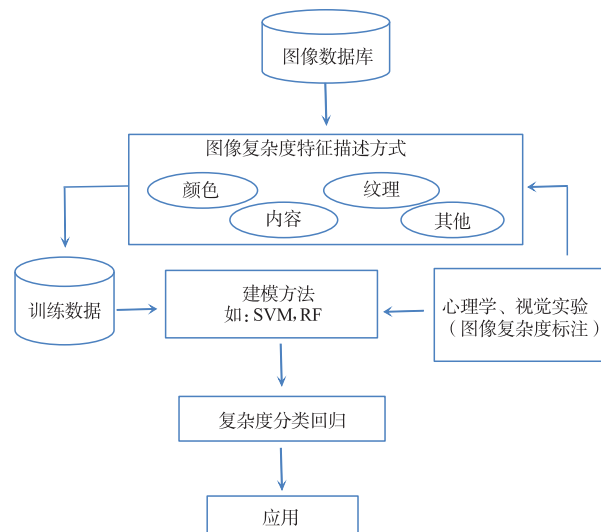 图像数据库
图像复杂度特征描述方式
颜色
纹理
内容
其他
训练数据
建模方法
如:SVM,RF
心理学、视觉实验
(图像复杂度标注)
复杂度分类回归
应用